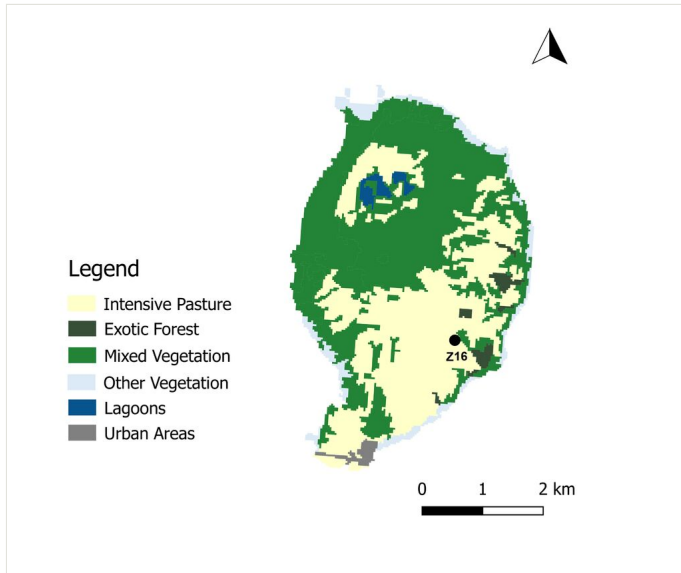 Legend
Intensive Pasture
Exotic Forest
Mixed Vegetation
Other Vegetation
Lagoons
Urban Areas
Z16
0 1 2 km